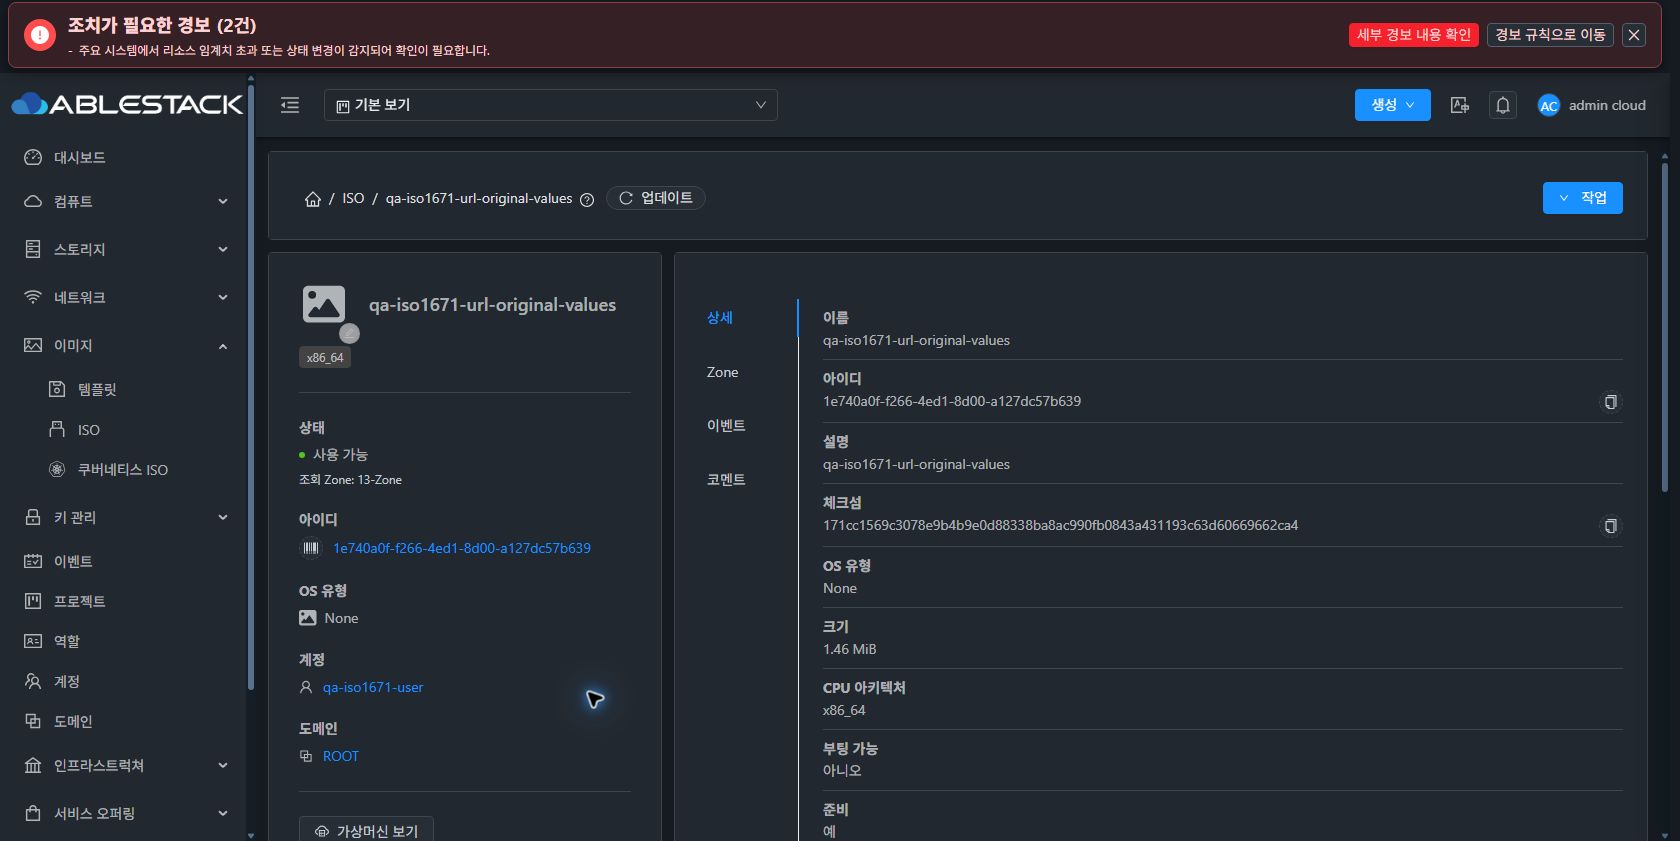 조치가 필요한 경보 (2건)
- 주요 시스템에서 리소스 임계치 초과 또는 상태 변경이 감지되어 확인이 필요합니다.
세부 경보 내용 확인
경보 규칙으로 이동
ABLESTACK
기본 보기
생성
AC admin cloud
대시보드
컴퓨트
스토리지
네트워크
이미지
템플릿
ISO
쿠버네티스 ISO
키 관리
이벤트
프로젝트
역할
계정
도메인
인프라스트럭쳐
서비스 오퍼링
/ ISO / qa-iso1671-url-original-values
업데이트
작업
qa-iso1671-url-original-values
x86_64
상태
사용 가능
조회 Zone: 13-Zone
아이디
1e740a0f-f266-4ed1-8d00-a127dc57b639
OS 유형
None
계정
qa-iso1671-user
도메인
ROOT
가상머신 보기
상세
Zone
이벤트
코멘트
이름
qa-iso1671-url-original-values
아이디
1e740a0f-f266-4ed1-8d00-a127dc57b639
설명
qa-iso1671-url-original-values
체크섬
171cc1569c3078e9b4b9e0d88338ba8ac990fb0843a431193c63d60669662ca4
OS 유형
None
크기
1.46 MiB
CPU 아키텍처
x86_64
부팅 가능
아니오
준비
예